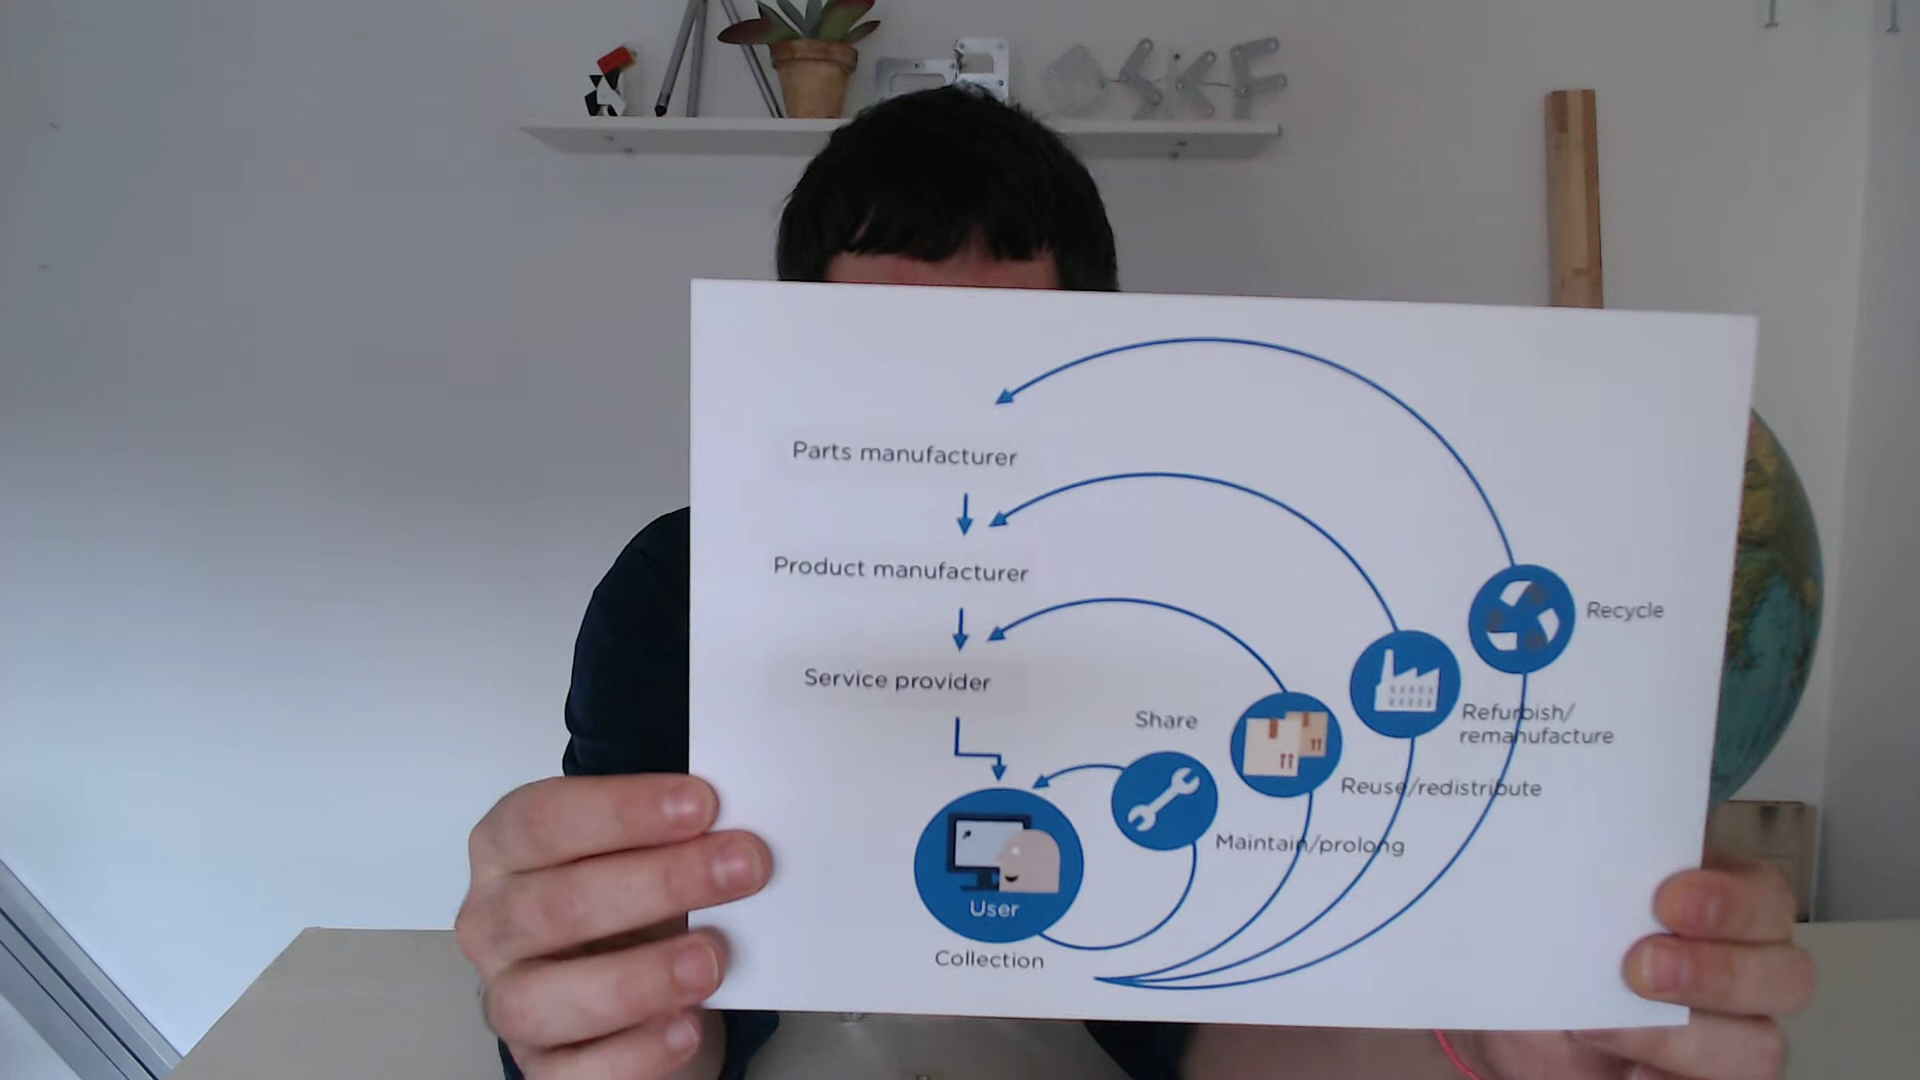 Parts manufacturer
Product manufacturer
Service provider
Share
Recycle
Refurbish/
remanufacture
Reuse/redistribute
Maintain/prolong
User
Collection